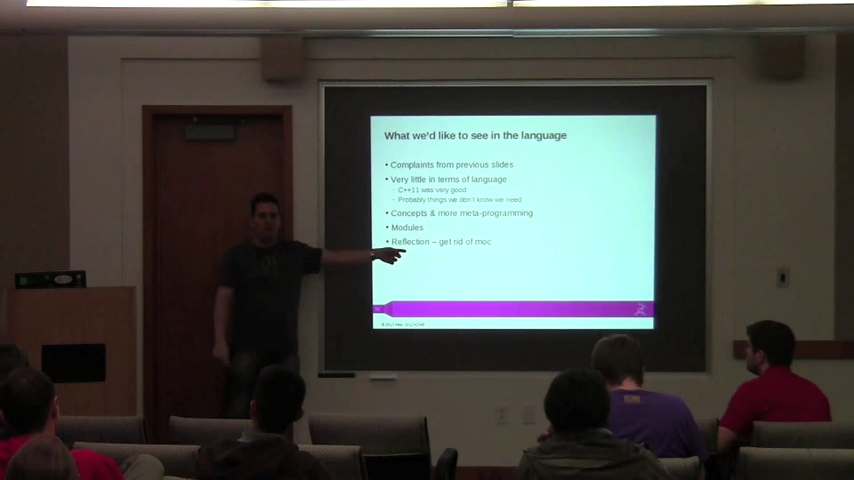 What we'd like to see in the language
• Complaints from previous slides
• Very little in terms of language
- C++11 was very good
- Probably things we don't know we need
• Concepts & more meta-programming
• Modules
• Reflection – get rid of moc